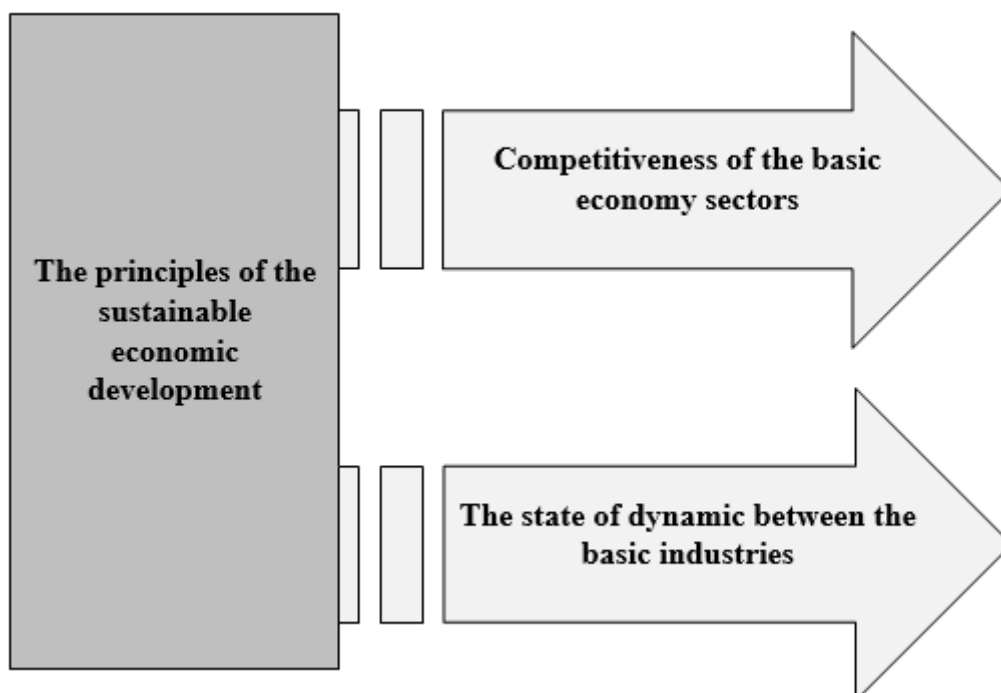 The principles of the
sustainable
economic
development
Competitiveness of the basic
economy sectors
The state of dynamic between the
basic industries